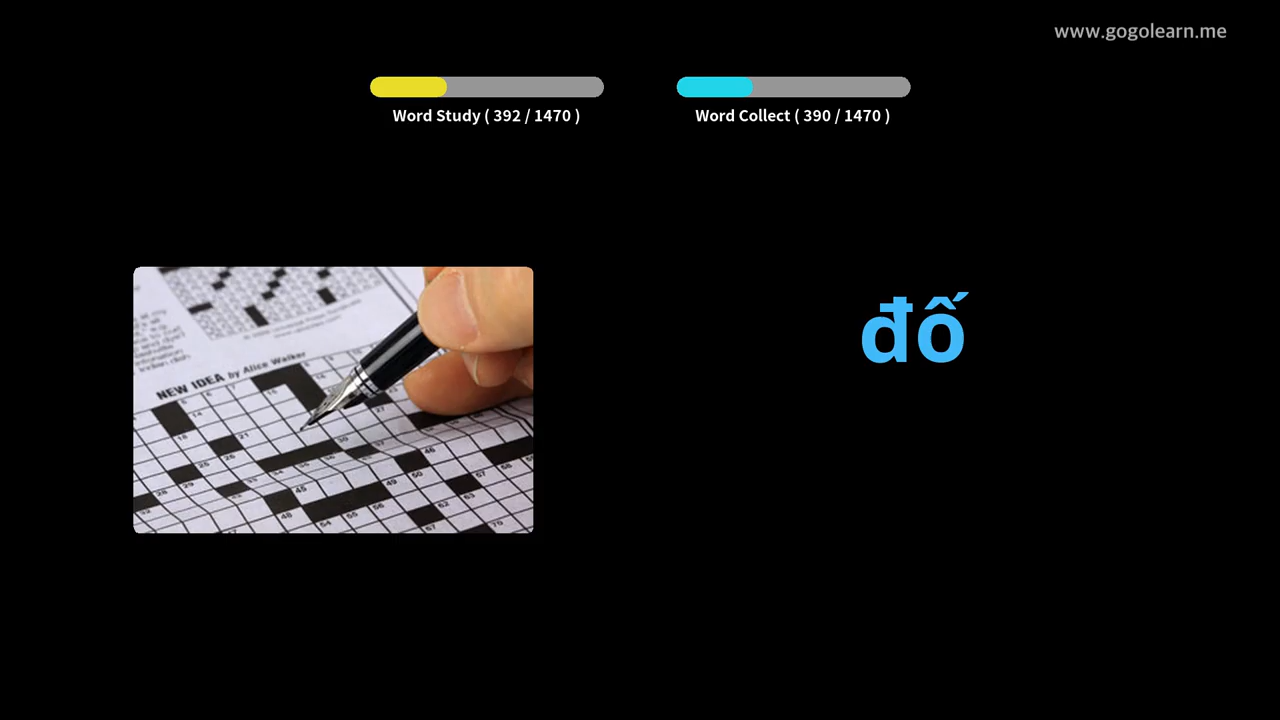 www.gogolearn.me
Word Study ( 392 / 1470 )
Word Collect ( 390 / 1470 )
đố
NEW IDEA by Alice Walker